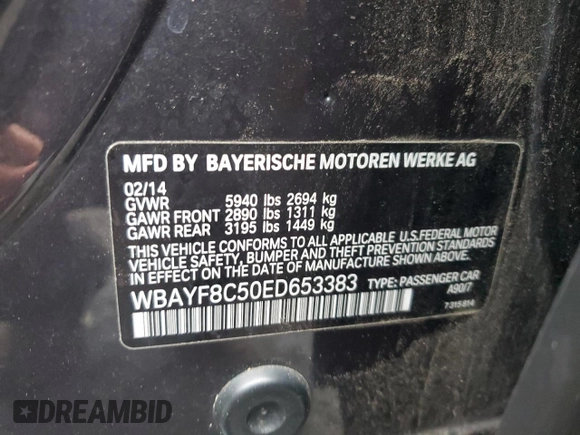 MFD BY BAYERISCHE MOTOREN WERKE AG
02/14
GVWR 5940 lbs 2694 kg
GAWR FRONT 2890 lbs 1311 kg
GAWR REAR 3195 lbs 1449 kg
THIS VEHICLE CONFORMS TO ALL APPLICABLE U.S.FEDERAL MOTOR
VEHICLE SAFETY, BUMPER AND THEFT PREVENTION STANDARDS
IN EFFECT ON THE DATE OF MANUFACTURE SHOWN ABOVE.
WBAYF8C50ED653383 TYPE: PASSENGER CAR
A90/7
7315814
DREAMBID